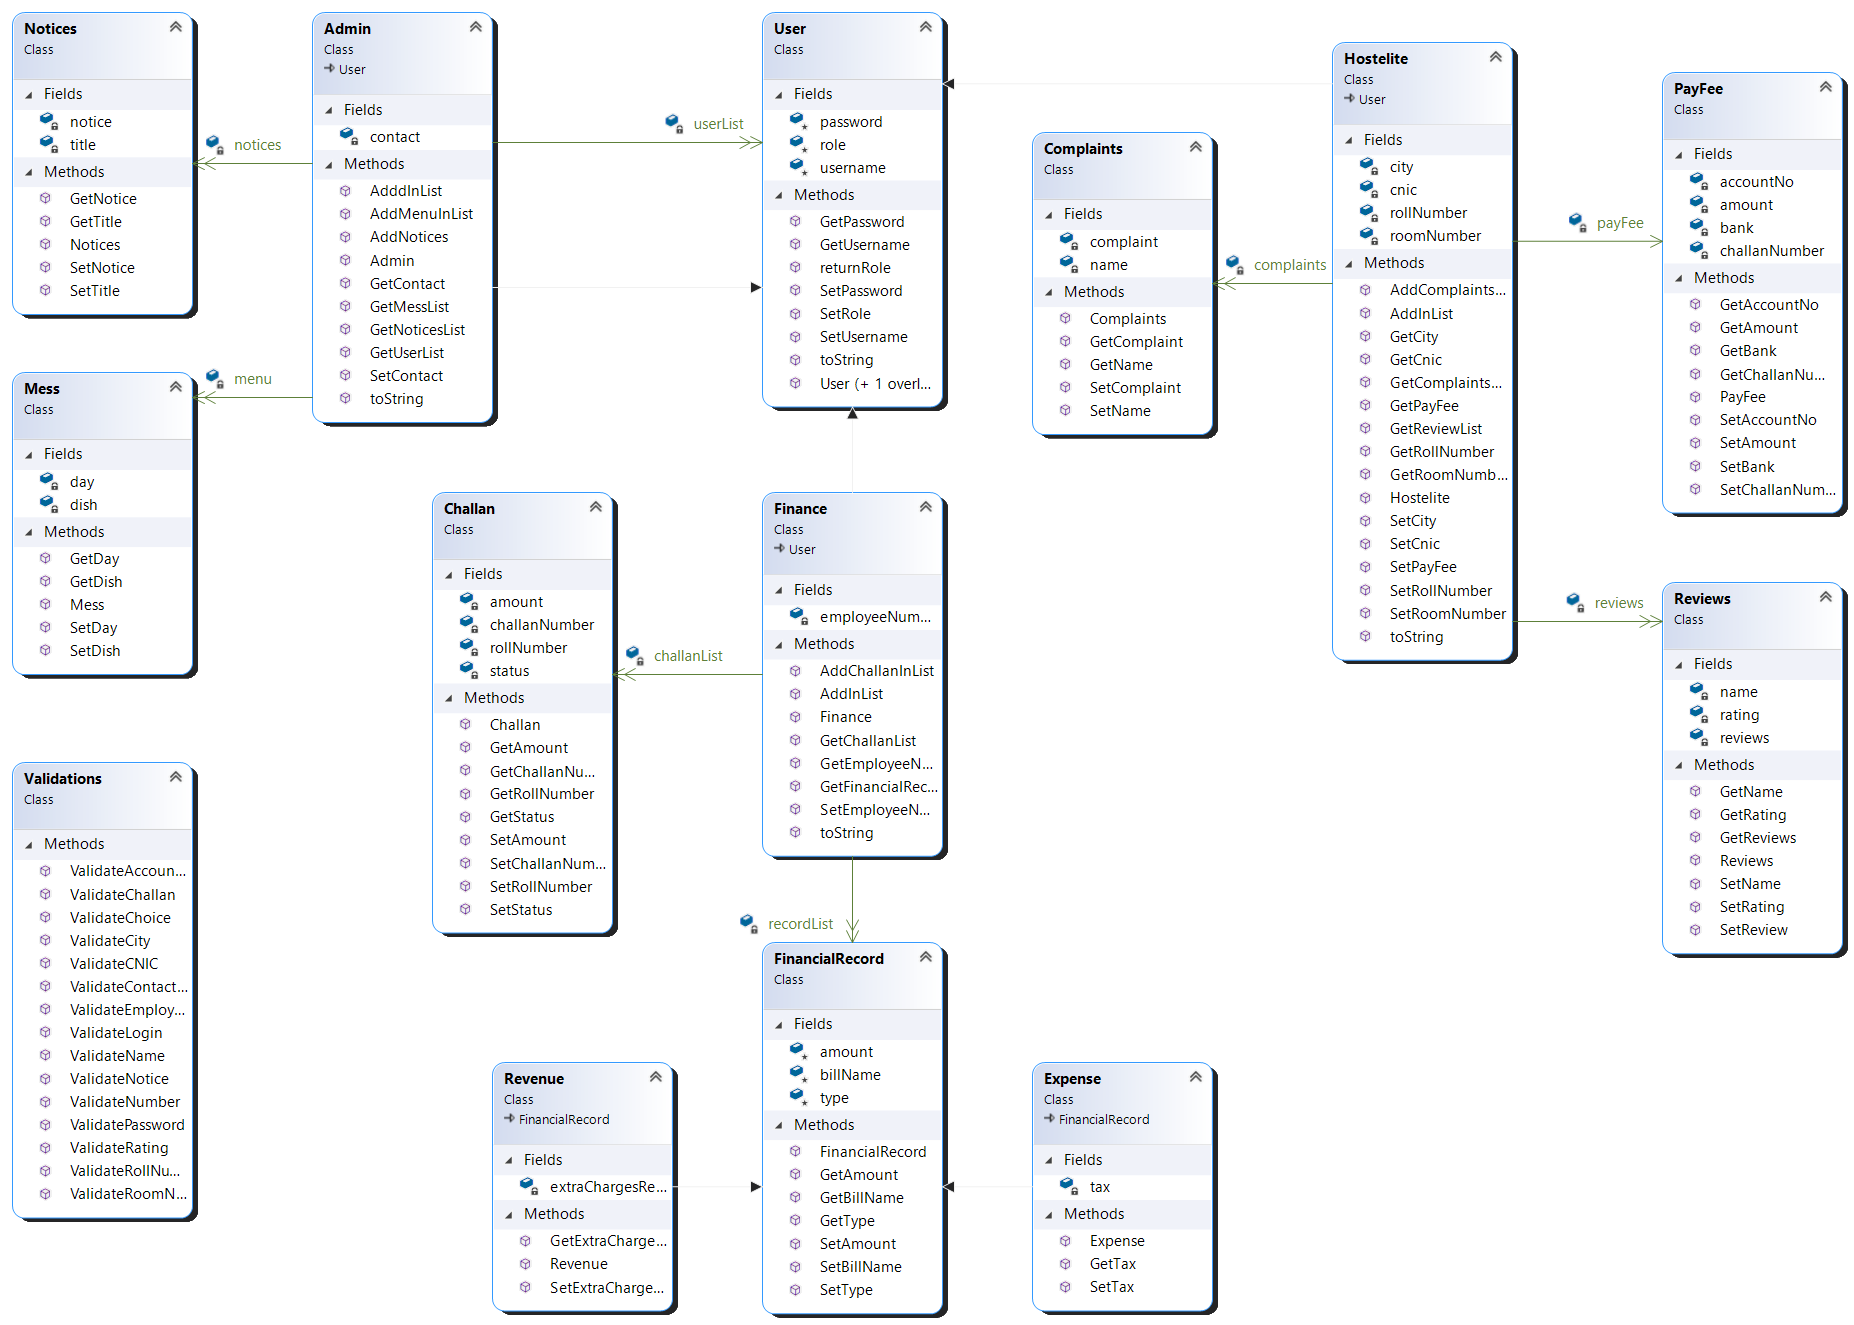 Notices
Class
Fields
notice
title
Methods
GetNotice
GetTitle
Notices
SetNotice
SetTitle
notices
Admin
Class
User
Fields
contact
Methods
AdddInList
AddMenuInList
AddNotices
Admin
GetContact
GetMessList
GetNoticesList
GetUserList
SetContact
toString
userList
User
Class
Fields
password
role
username
Methods
GetPassword
GetUsername
returnRole
SetPassword
SetRole
SetUsername
toString
User (+ 1 overl...
Complaints
Class
Fields
complaint
name
Methods
Complaints
GetComplaint
GetName
SetComplaint
SetName
complaints
Hostelite
Class
User
Fields
city
cnic
rollNumber
roomNumber
Methods
AddComplaints...
AddInList
GetCity
GetCnic
GetComplaints...
GetPayFee
GetReviewList
GetRollNumber
GetRoomNumb...
Hostelite
SetCity
SetCnic
SetPayFee
SetRollNumber
SetRoomNumber
toString
payFee
PayFee
Class
Fields
accountNo
amount
bank
challanNumber
Methods
GetAccountNo
GetAmount
GetBank
GetChallanNu...
PayFee
SetAccountNo
SetAmount
SetBank
SetChallanNum...
menu
Mess
Class
Fields
day
dish
Methods
GetDay
GetDish
Mess
SetDay
SetDish
Challan
Class
Fields
amount
challanNumber
rollNumber
status
Methods
Challan
GetAmount
GetChallanNu...
GetRollNumber
GetStatus
SetAmount
SetChallanNum...
SetRollNumber
SetStatus
challanList
Finance
Class
User
Fields
employeeNum...
Methods
AddChallanInList
AddInList
Finance
GetChallanList
GetEmployeeN...
GetFinancialRec...
SetEmployeeN...
toString
reviews
Reviews
Class
Fields
name
rating
reviews
Methods
GetName
GetRating
GetReviews
Reviews
SetName
SetRating
SetReview
Validations
Class
Methods
ValidateAccoun...
ValidateChallan
ValidateChoice
ValidateCity
ValidateCNIC
ValidateContact...
ValidateEmploy...
ValidateLogin
ValidateName
ValidateNotice
ValidateNumber
ValidatePassword
ValidateRating
ValidateRollNu...
ValidateRoomN...
recordList
FinancialRecord
Class
Fields
amount
billName
type
Methods
FinancialRecord
GetAmount
GetBillName
GetType
SetAmount
SetBillName
SetType
Revenue
Class
FinancialRecord
Fields
extraChargesRe...
Methods
GetExtraCharge...
Revenue
SetExtraCharge...
Expense
Class
FinancialRecord
Fields
tax
Methods
Expense
GetTax
SetTax